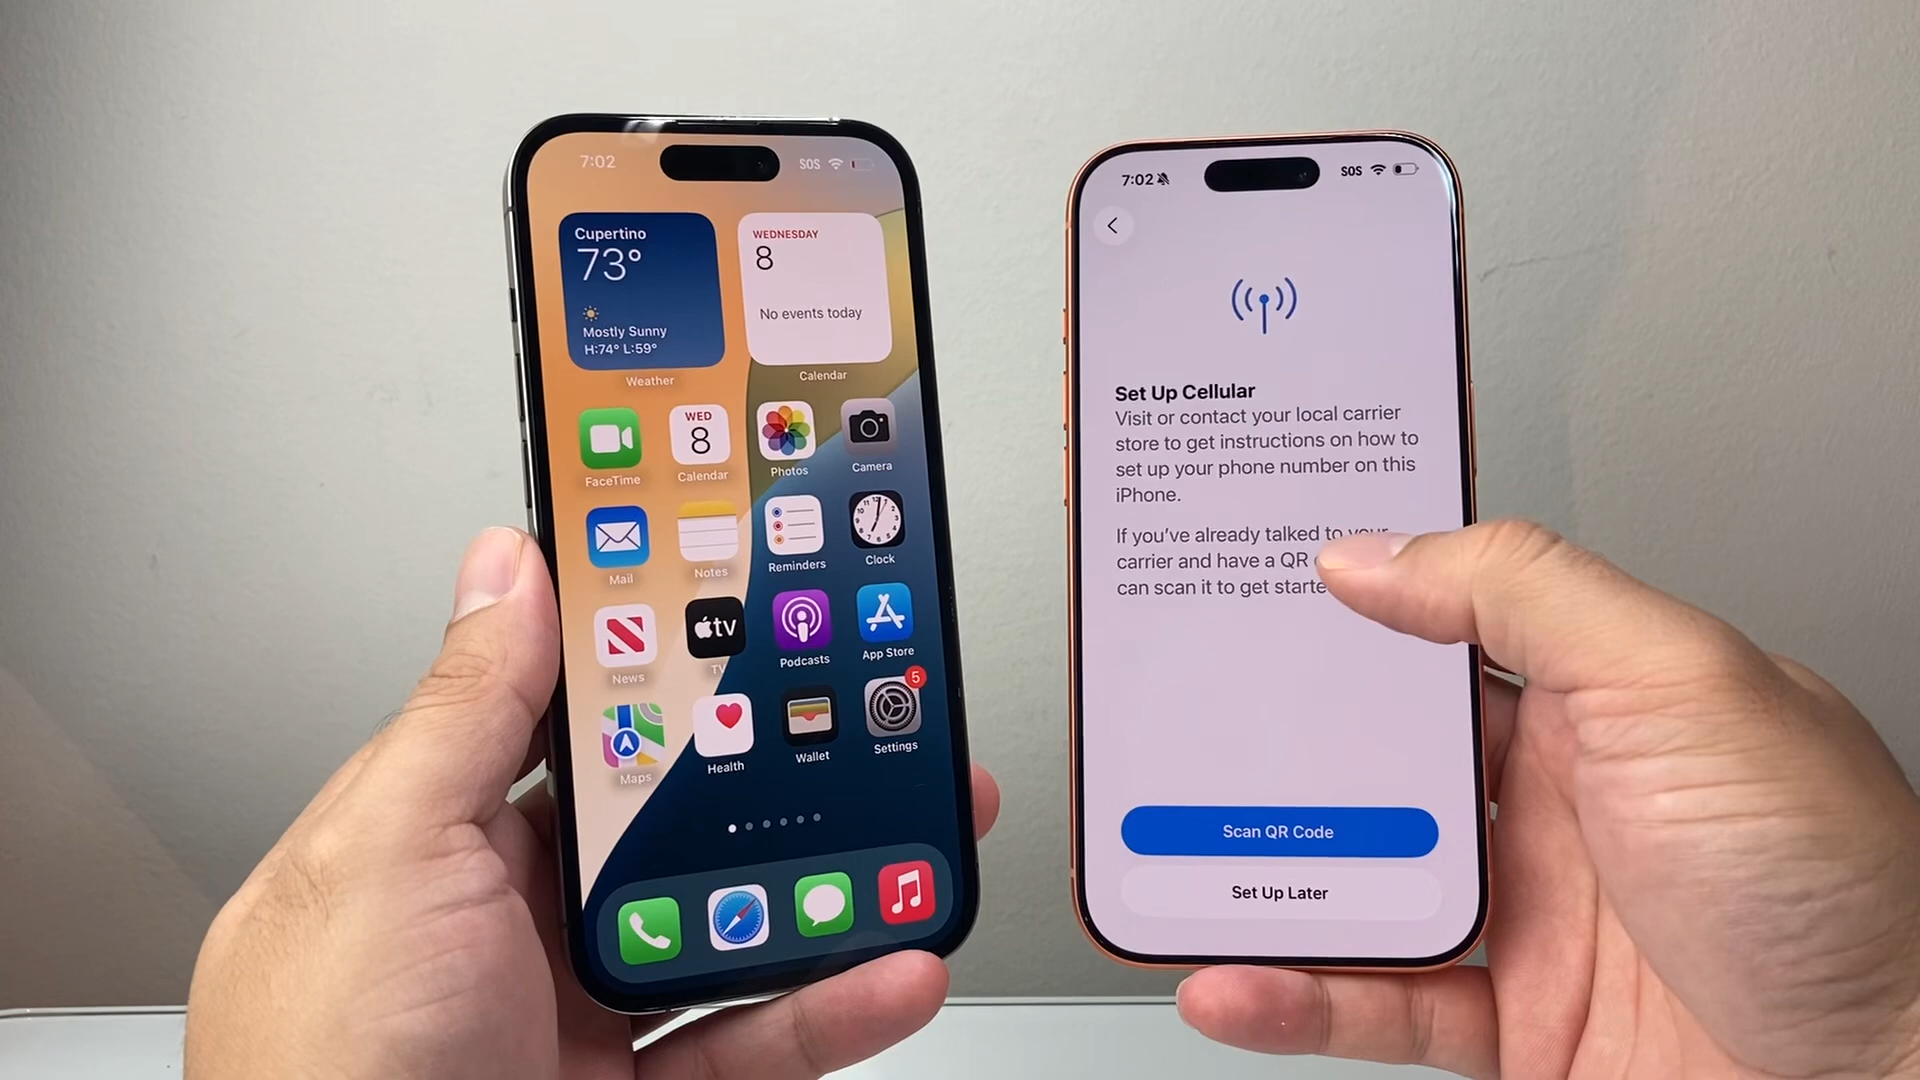 7:02
SOS
Cupertino
73°
Mostly Sunny
H:74° L:59°
Weather
WEDNESDAY
8
No events today
Calendar
FaceTime
WED
8
Calendar
Photos
Camera
Mail
Notes
Reminders
12
Clock
News
tv
TV
Podcasts
App Store
Maps
Health
Wallet
5
Settings
7:02
SOS
Set Up Cellular
Visit or contact your local carrier
store to get instructions on how to
set up your phone number on this
iPhone.
If you’ve already talked to your
carrier and have a QR
can scan it to get starte
Scan QR Code
Set Up Later